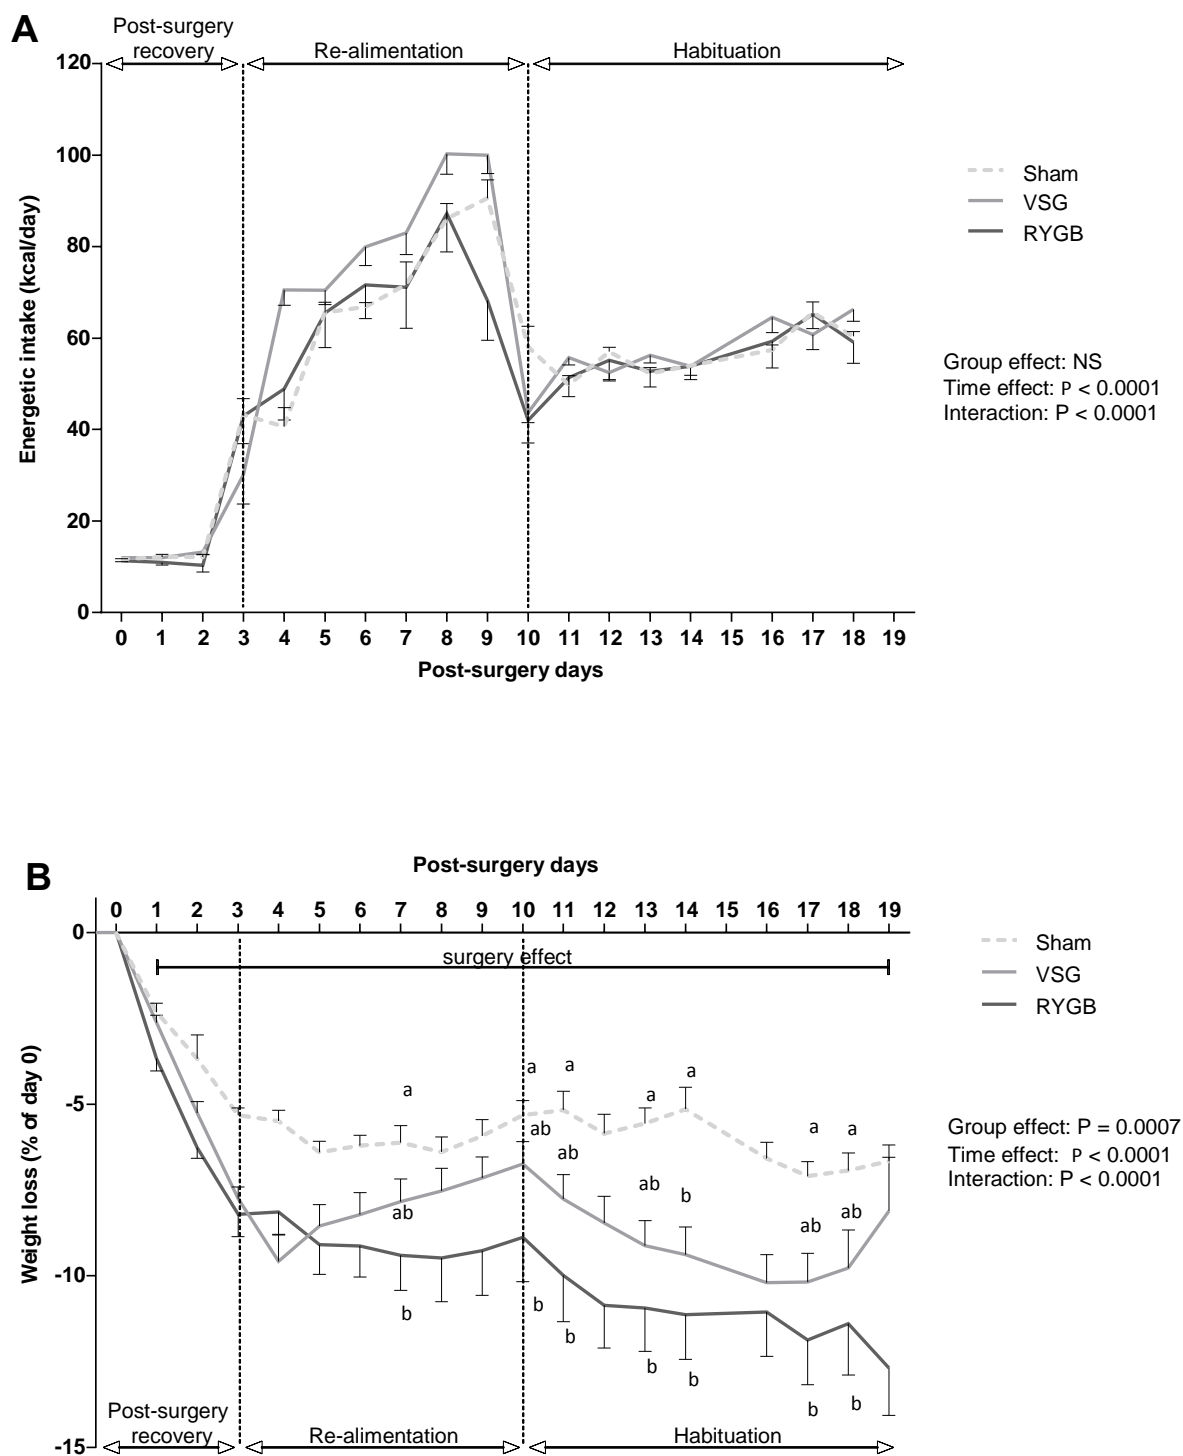 A
Post-surgery
recovery
Re-alimentation
Habituation
120
100
80
60
40
20
0
Energetic intake (kcal/day)
0 1 2 3 4 5 6 7 8 9 10 11 12 13 14 16 17 18 19
Post-surgery days
Sham
VSG
RYGB
Group effect: NS
Time effect: P < 0.0001
Interaction: P < 0.0001
B
Post-surgery days
0 1 2 3 4 5 6 7 8 9 10 11 12 13 14 16 17 18 19
0
-5
-10
-15
Weight loss (% of day 0)
surgery effect
a
a
a
a
a
a
a
ab
ab
ab
ab
b
ab
ab
b
b
b
b
b
b
b
Sham
VSG
RYGB
Group effect: P = 0.0007
Time effect: P < 0.0001
Interaction: P < 0.0001
Post-surgery
recovery
Re-alimentation
Habituation